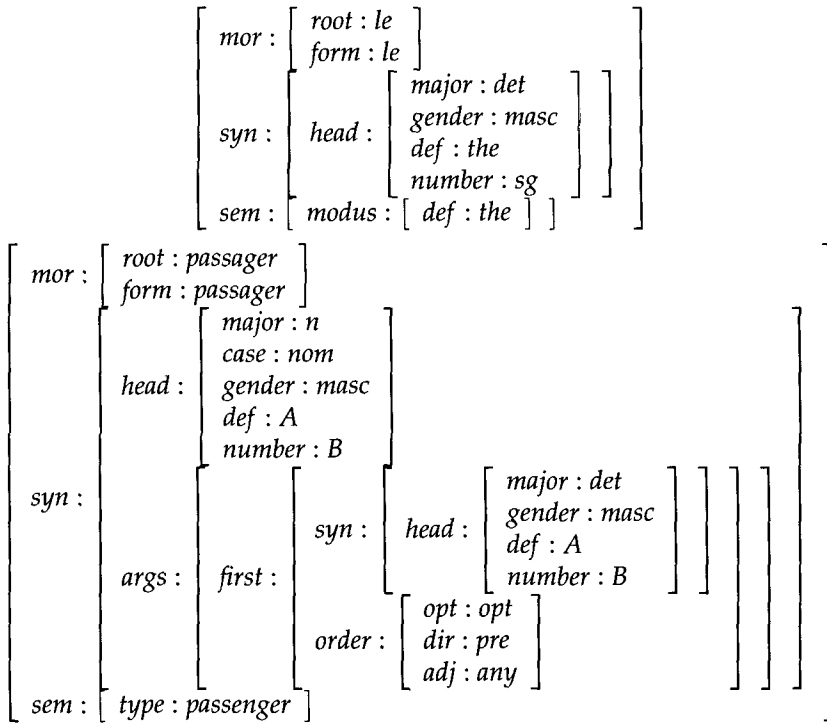 mor : [ root : le
form : le ]
syn : [ head : [ major : det
gender : masc
def : the
number : sg ] ]
sem : [ modus : [ def : the ] ]
mor : [ root : passager
form : passager ]
head : [ major : n
case : nom
gender : masc
def : A
number : B ]
syn :
args : [ first : [ syn : [ head : [ major : det
gender : masc
def : A
number : B ] ]
order : [ opt : opt
dir : pre
adj : any ] ] ]
sem : [ type : passenger ]